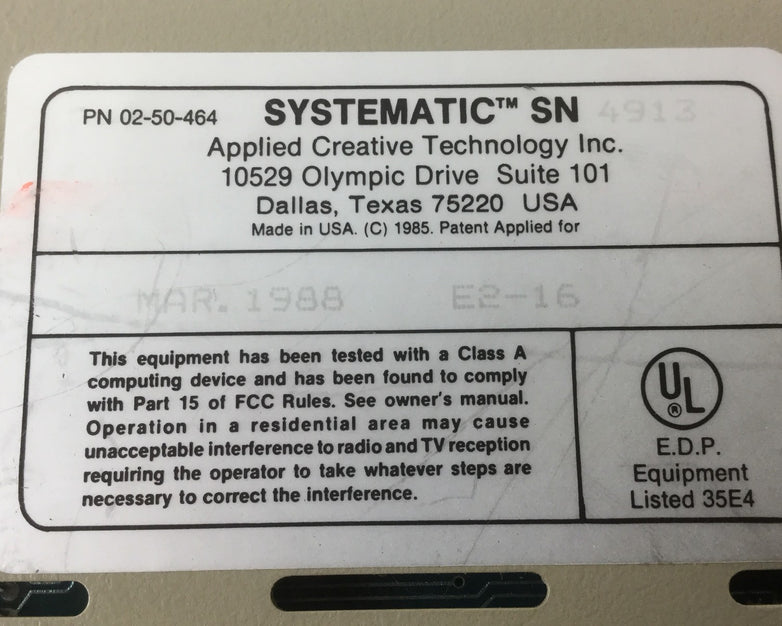 PN 02-50-464 SYSTEMATIC™ SN 4913
Applied Creative Technology Inc.
10529 Olympic Drive Suite 101
Dallas, Texas 75220 USA
Made in USA. (C) 1985. Patent Applied for
MAR. 1988 E2-16
This equipment has been tested with a Class A
computing device and has been found to comply
with Part 15 of FCC Rules. See owner's manual.
Operation in a residential area may cause
unacceptable interference to radio and TV reception
requiring the operator to take whatever steps are
necessary to correct the interference.
UL ®
E.D.P.
Equipment
Listed 35E4